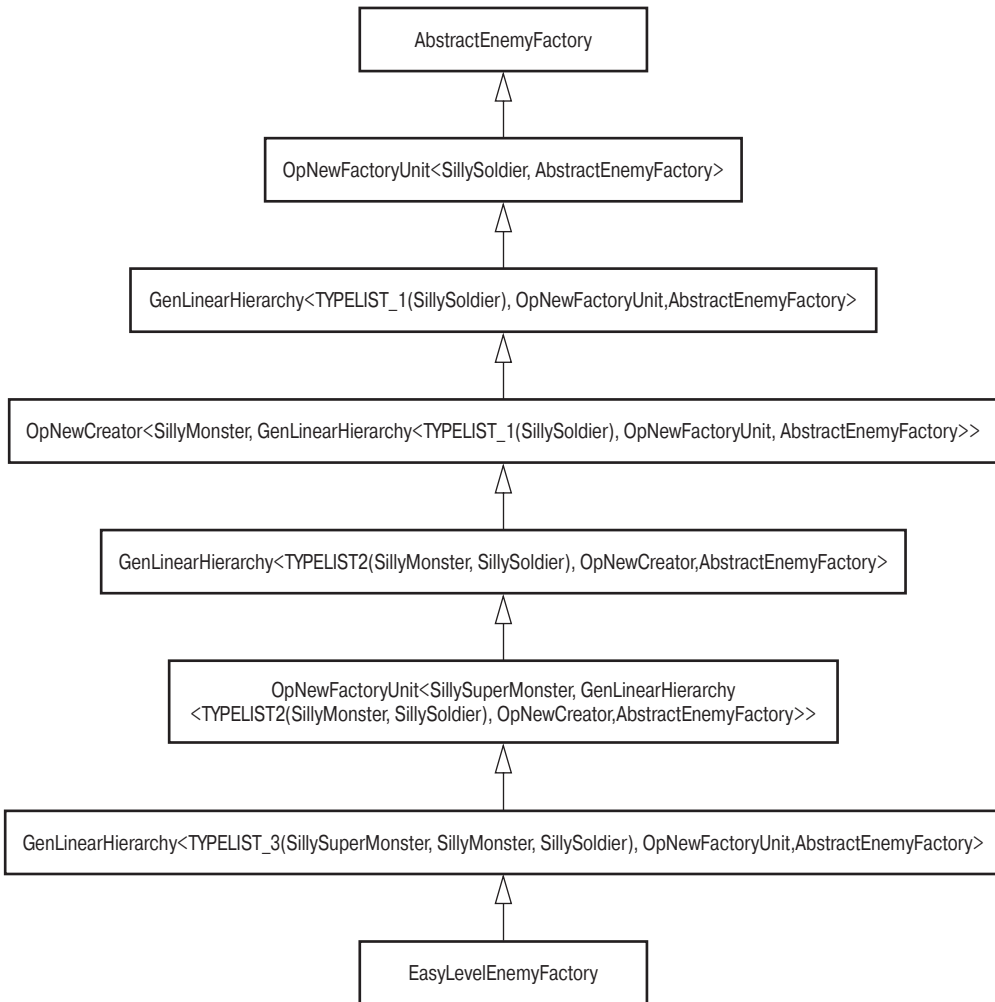 AbstractEnemyFactory
OpNewFactoryUnit<SillySoldier, AbstractEnemyFactory>
GenLinearHierarchy<TYPELIST_1(SillySoldier), OpNewFactoryUnit,AbstractEnemyFactory>
OpNewCreator<SillyMonster, GenLinearHierarchy<TYPELIST_1(SillySoldier), OpNewFactoryUnit, AbstractEnemyFactory>>
GenLinearHierarchy<TYPELIST2(SillyMonster, SillySoldier), OpNewCreator,AbstractEnemyFactory>
OpNewFactoryUnit<SillySuperMonster, GenLinearHierarchy
<TYPELIST2(SillyMonster, SillySoldier), OpNewCreator,AbstractEnemyFactory>>
GenLinearHierarchy<TYPELIST_3(SillySuperMonster, SillyMonster, SillySoldier), OpNewFactoryUnit,AbstractEnemyFactory>
EasyLevelEnemyFactory